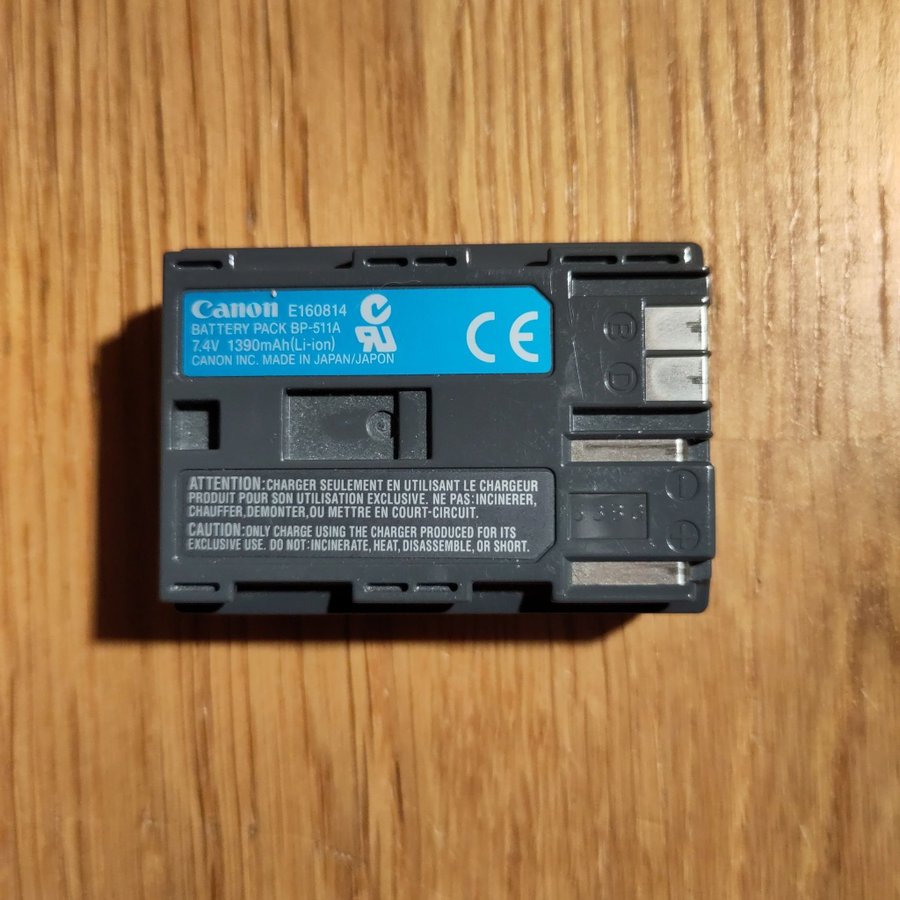 Canon E160814
BATTERY PACK BP-511A
7.4V 1390mAh(Li-ion)
CANON INC. MADE IN JAPAN/JAPON
CE
B
D
ATTENTION:CHARGER SEULEMENT EN UTILISANT LE CHARGEUR
PRODUIT POUR SON UTILISATION EXCLUSIVE. NE PAS:INCINERER,
CHAUFFER,DEMONTER,OU METTRE EN COURT-CIRCUIT.
CAUTION:ONLY CHARGE USING THE CHARGER PRODUCED FOR ITS
EXCLUSIVE USE. DO NOT:INCINERATE, HEAT, DISASSEMBLE, OR SHORT.
−
+